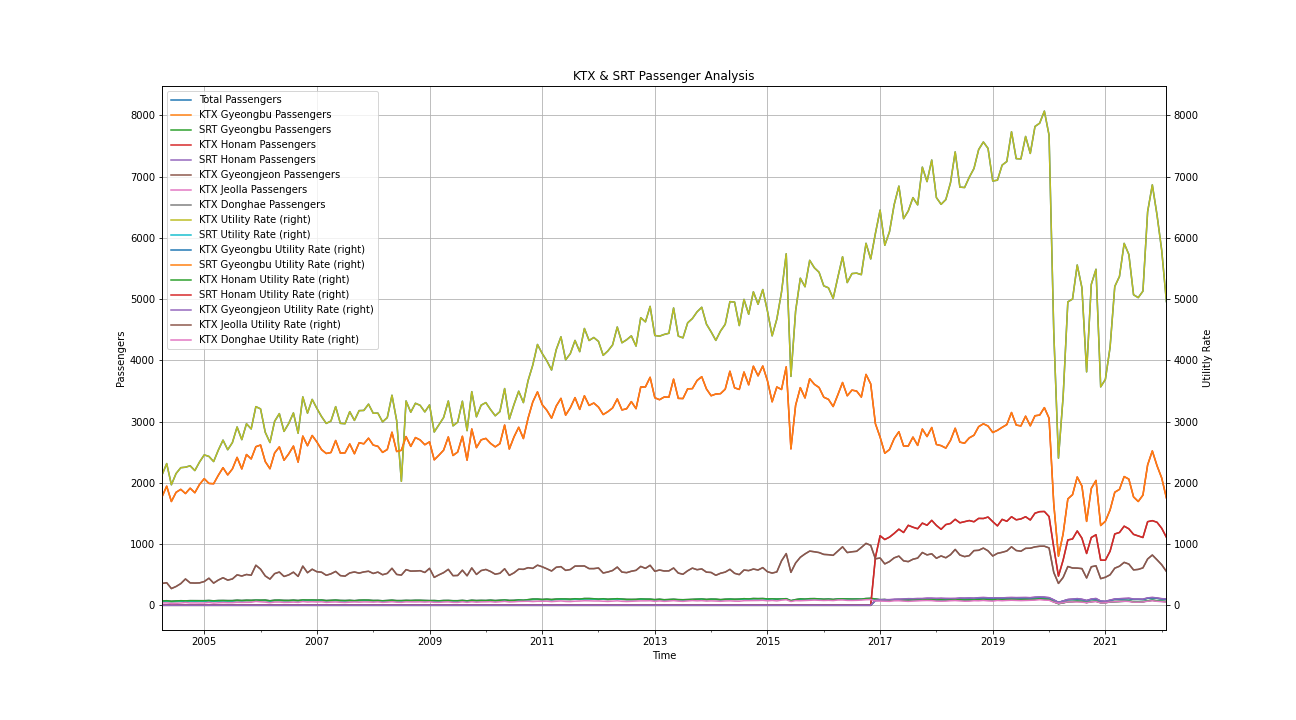 KTX & SRT Passenger Analysis
Total Passengers
KTX Gyeongbu Passengers
SRT Gyeongbu Passengers
KTX Honam Passengers
SRT Honam Passengers
KTX Gyeongjeon Passengers
KTX Jeolla Passengers
KTX Donghae Passengers
KTX Utility Rate (right)
SRT Utility Rate (right)
KTX Gyeongbu Utility Rate (right)
SRT Gyeongbu Utility Rate (right)
KTX Honam Utility Rate (right)
SRT Honam Utility Rate (right)
KTX Gyeongjeon Utility Rate (right)
KTX Jeolla Utility Rate (right)
KTX Donghae Utility Rate (right)
Passengers
8000
7000
6000
5000
4000
3000
2000
1000
0
8000
7000
6000
5000
4000
3000
2000
1000
0
Utilitly Rate
2005 2007 2009 2011 2013 2015 2017 2019 2021
Time